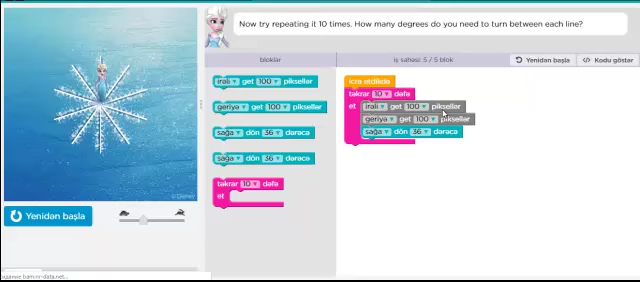 Now try repeating it 10 times. How many degrees do you need to turn between each line?
bloklar
iş sahəsi: 5 / 5 blok
Yenidən başla
</> Kodu göstər
irəli get 100 piksellər
geriyə get 100 piksellər
sağa dön 36 dərəcə
sağa dön 36 dərəcə
təkrar 10 dəfə
et
icra etdikdə
təkrar 10 dəfə
et irəli get 100 piksellər
geriyə get 100 piksellər
sağa dön 36 dərəcə
© Disney
Yenidən başla